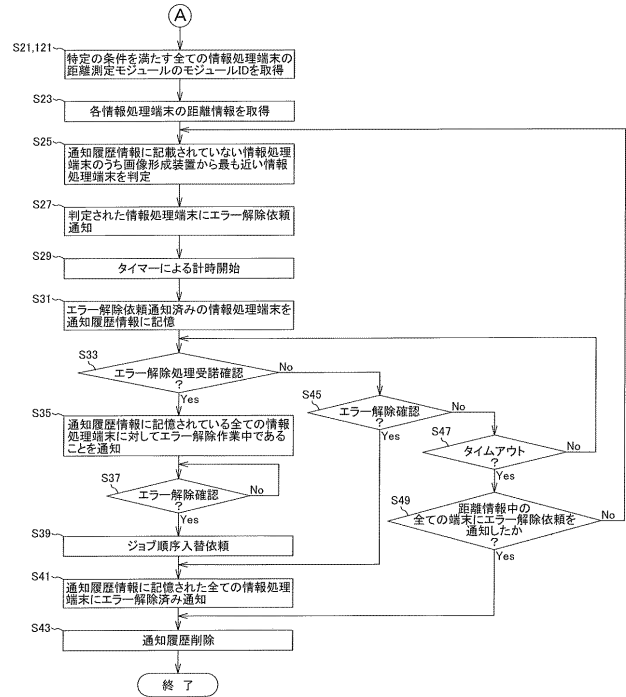 A
S21,121
特定の条件を満たす全ての情報処理端末の
距離測定モジュールのモジュールIDを取得
S23
各情報処理端末の距離情報を取得
S25
通知履歴情報に記載されていない情報処理
端末のうち画像形成装置から最も近い情報
処理端末を判定
S27
判定された情報処理端末にエラー解除依頼
通知
S29
タイマーによる計時開始
S31
エラー解除依頼通知済みの情報処理端末を
通知履歴情報に記憶
S33
エラー解除処理受諾確認
?
No
Yes
S45
エラー解除確認
?
No
Yes
S35
通知履歴情報に記憶されている全ての情報
処理端末に対してエラー解除作業中である
ことを通知
S47
タイムアウト
?
No
Yes
S37
エラー解除確認
?
No
Yes
S49
距離情報中の
全ての端末にエラー解除依頼を
通知したか
?
No
Yes
S39
ジョブ順序入替依頼
S41
通知履歴情報に記憶された全ての情報処理
端末にエラー解除済み通知
S43
通知履歴削除
終 了